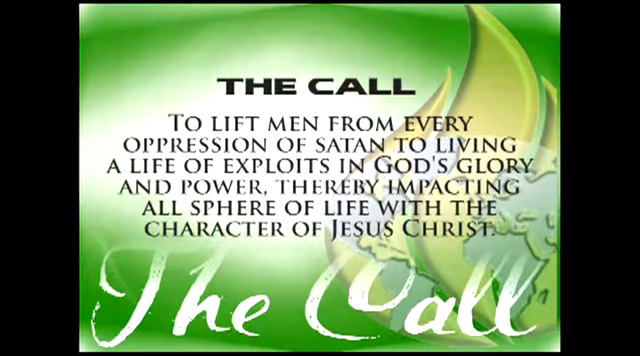 THE CALL
TO LIFT MEN FROM EVERY
OPPRESSION OF SATAN TO LIVING
A LIFE OF EXPLOITS IN GOD'S GLORY
AND POWER, THEREBY IMPACTING
ALL SPHERE OF LIFE WITH THE
CHARACTER OF JESUS CHRIST.
The Call